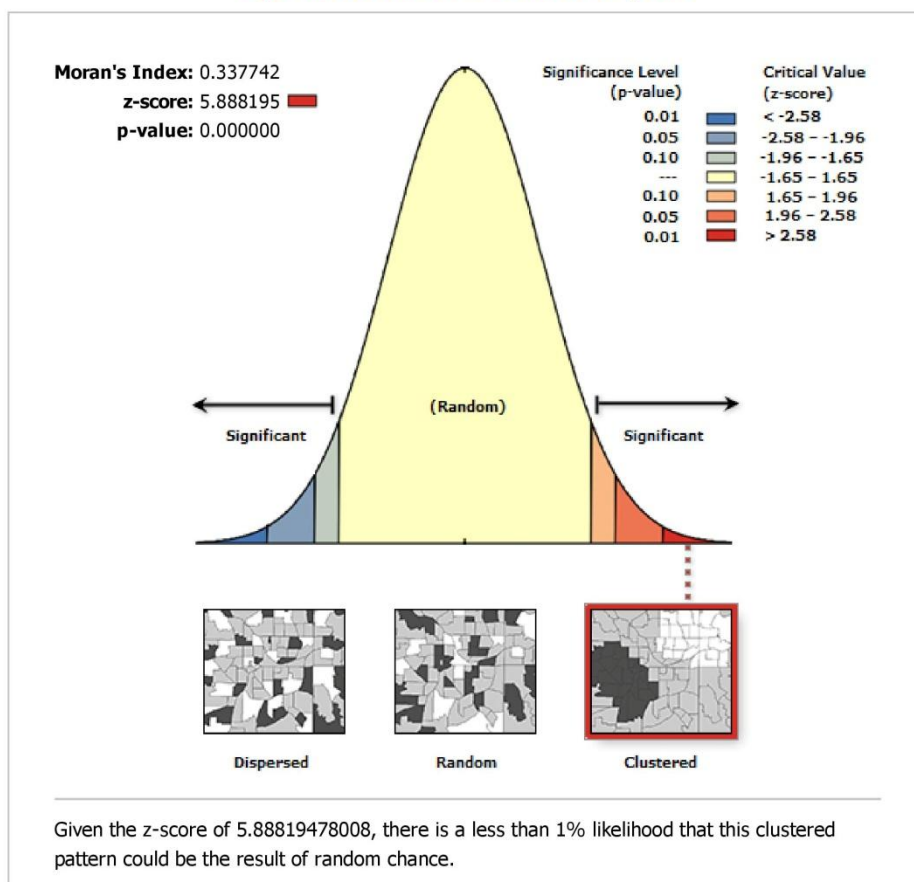 Moran's Index: 0.337742
z-score: 5.888195
p-value: 0.000000
Significance Level
(p-value)
Critical Value
(z-score)
0.01 < -2.58
0.05 -2.58 – -1.96
0.10 -1.96 – -1.65
--- -1.65 – 1.65
0.10 1.65 – 1.96
0.05 1.96 – 2.58
0.01 > 2.58
(Random)
Significant
Significant
Dispersed
Random
Clustered
Given the z-score of 5.88819478008, there is a less than 1% likelihood that this clustered
pattern could be the result of random chance.